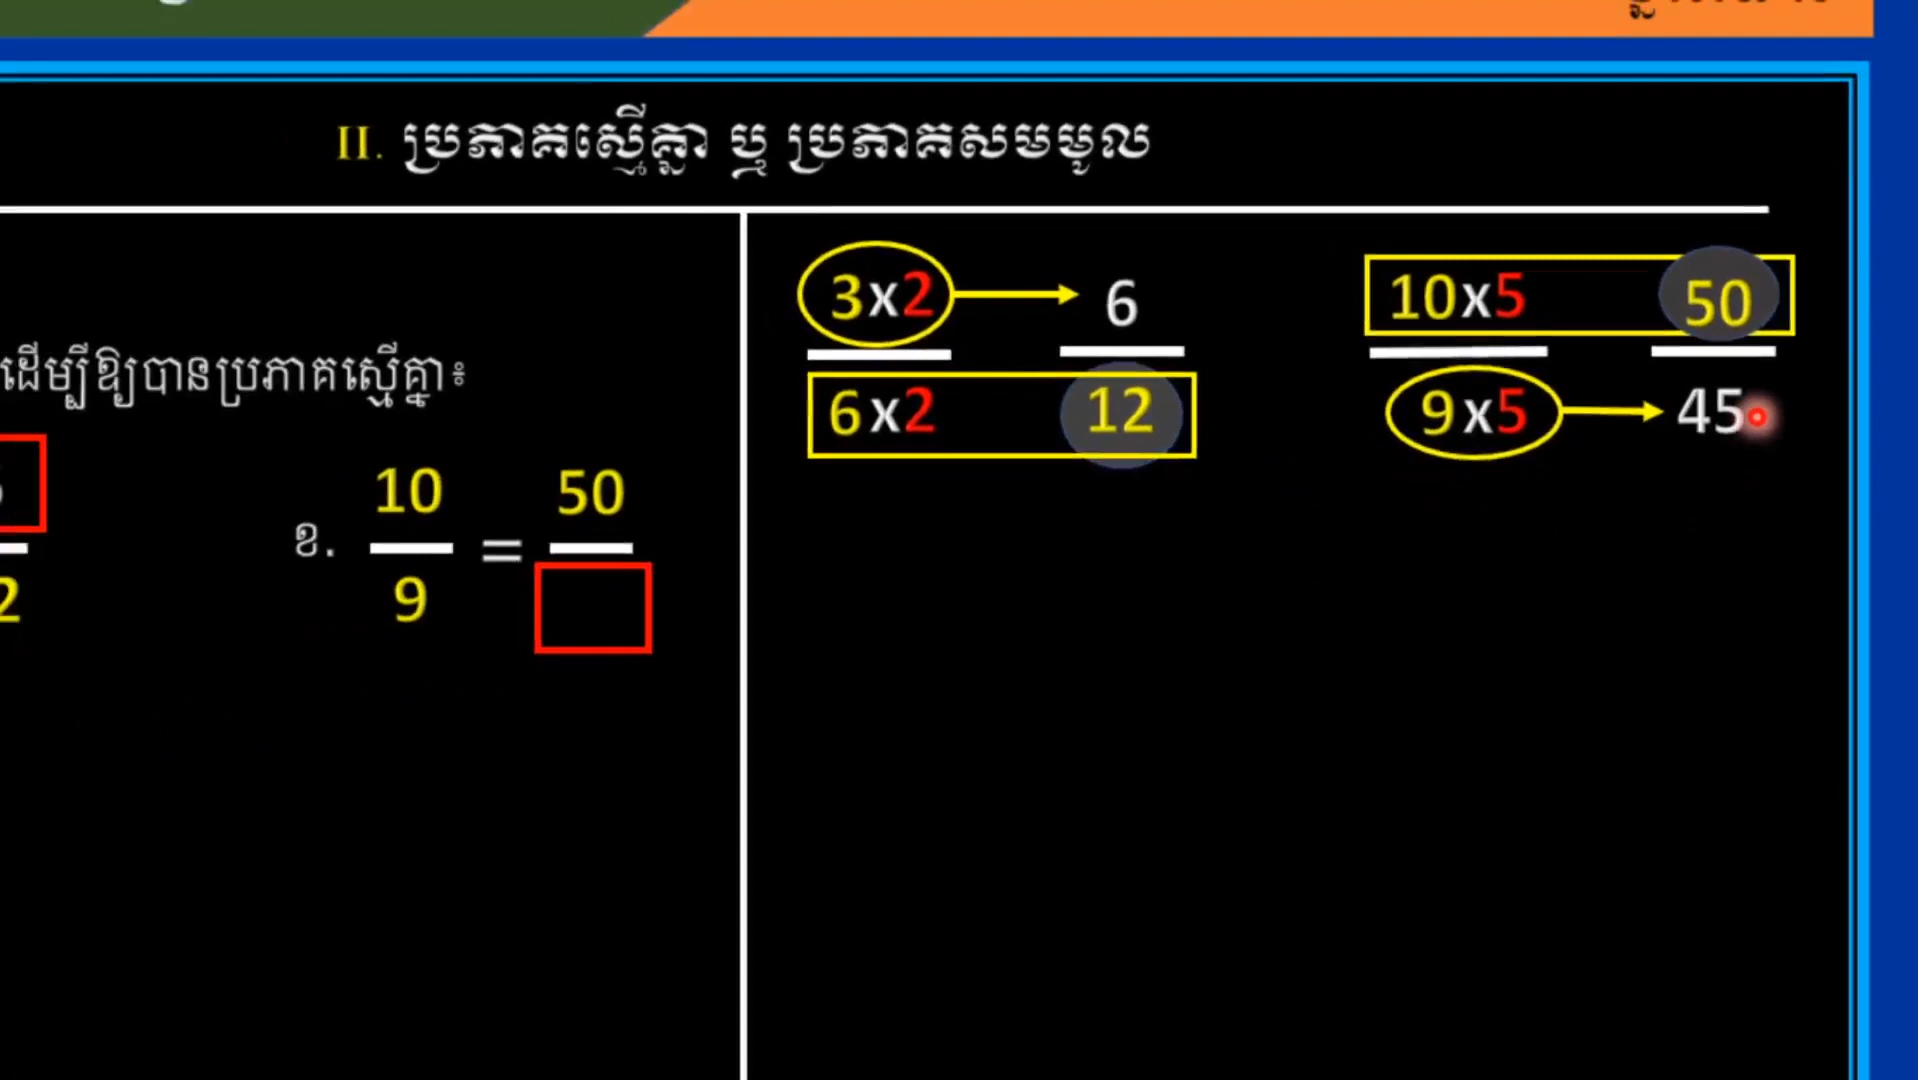 II. ប្រភាគស្មើគ្នា ឬ ប្រភាគសមមូល
ដើម្បីឱ្យបានប្រភាគស្មើគ្នា៖
2
ខ. 10 = 50
9
3x2 6
6x2 12
10x5 50
9x5 45